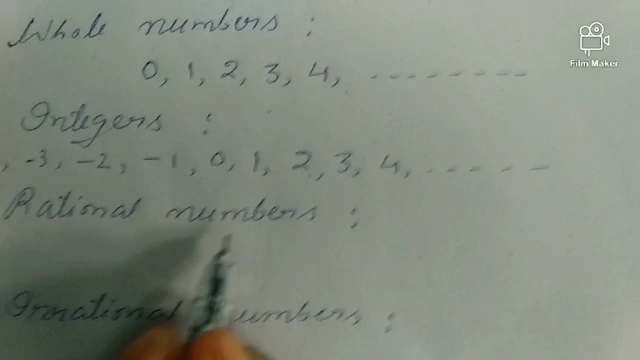 Whole numbers :
Film Maker
0, 1, 2, 3, 4, --------
Integers :
, -3, -2, -1, 0, 1, 2, 3, 4, ------
Rational numbers :
Irrational numbers :